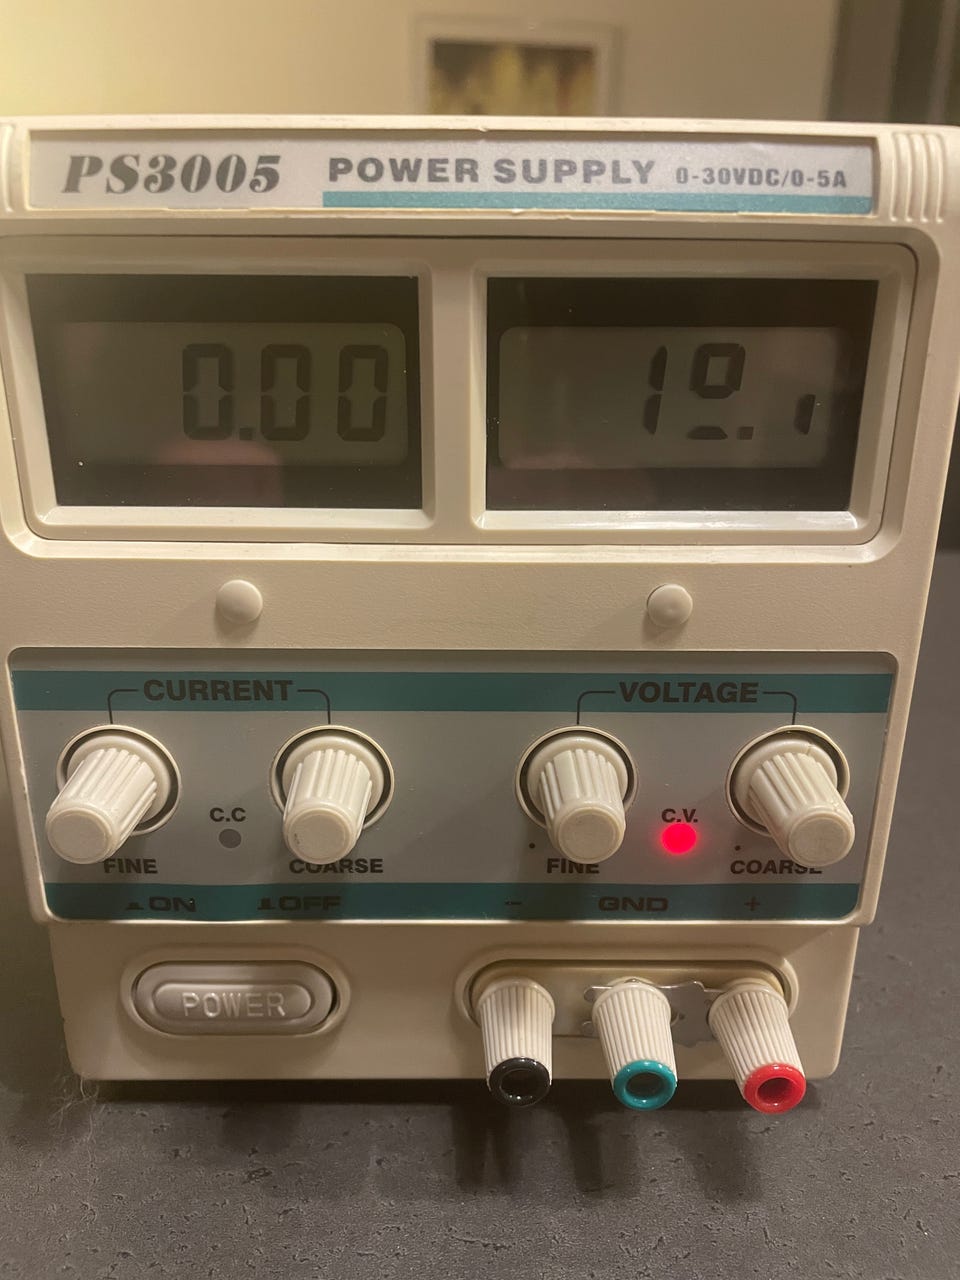 PS3005 POWER SUPPLY 0-30VDC/0-5A
0.00
CURRENT VOLTAGE
C.C C.V.
FINE COARSE FINE COARSE
ON OFF - GND +
POWER